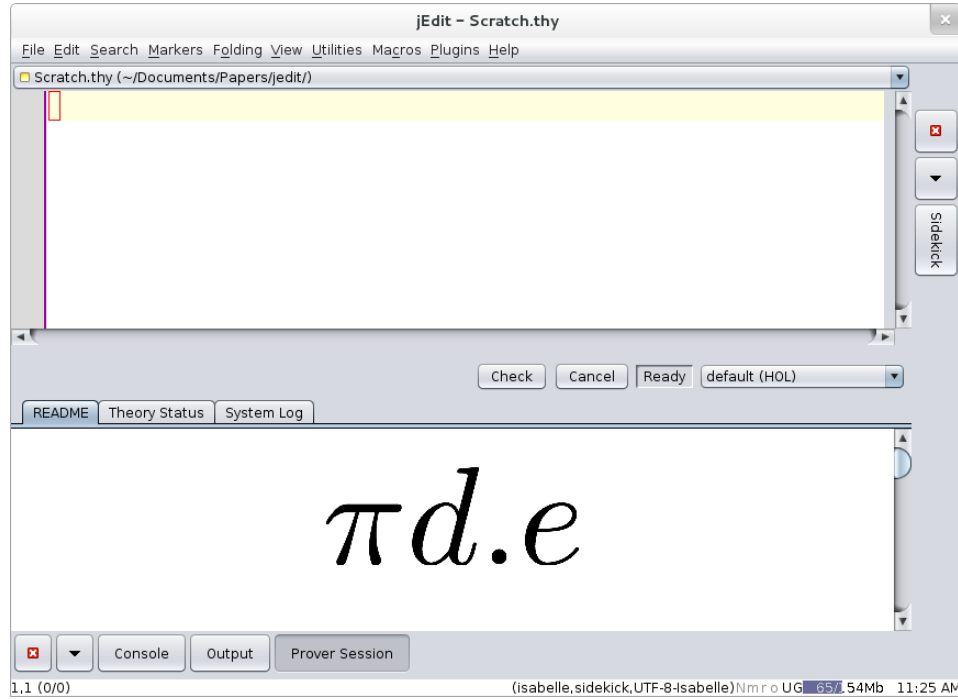 jEdit – Scratch.thy
File Edit Search Markers Folding View Utilities Macros Plugins Help
Scratch.thy (~/Documents/Papers/jedit/)
Sidekick
Check Cancel Ready default (HOL)
README Theory Status System Log
πd.e
Console Output Prover Session
1,1 (0/0) (isabelle,sidekick,UTF-8-Isabelle)NmroUG 54Mb 11:25 AM